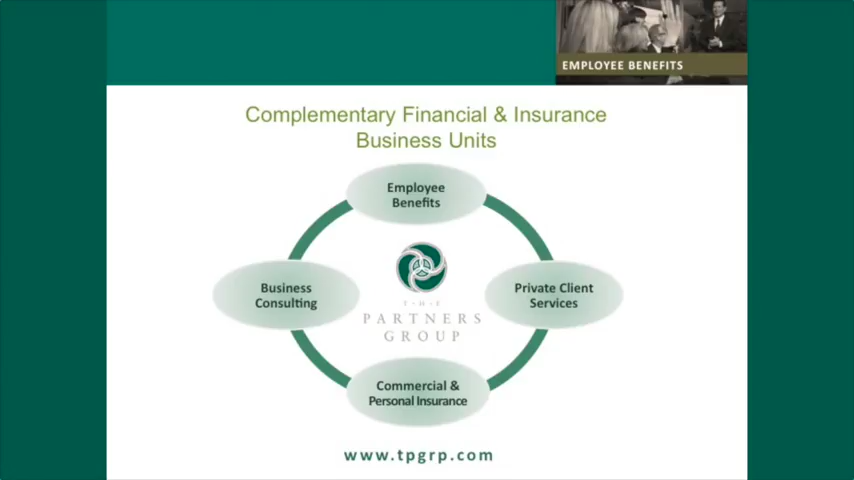 EMPLOYEE BENEFITS
Complementary Financial & Insurance
Business Units
Employee
Benefits
Business
Consulting
THE
PARTNERS
GROUP
Private Client
Services
Commercial &
Personal Insurance
www.tpgrp.com